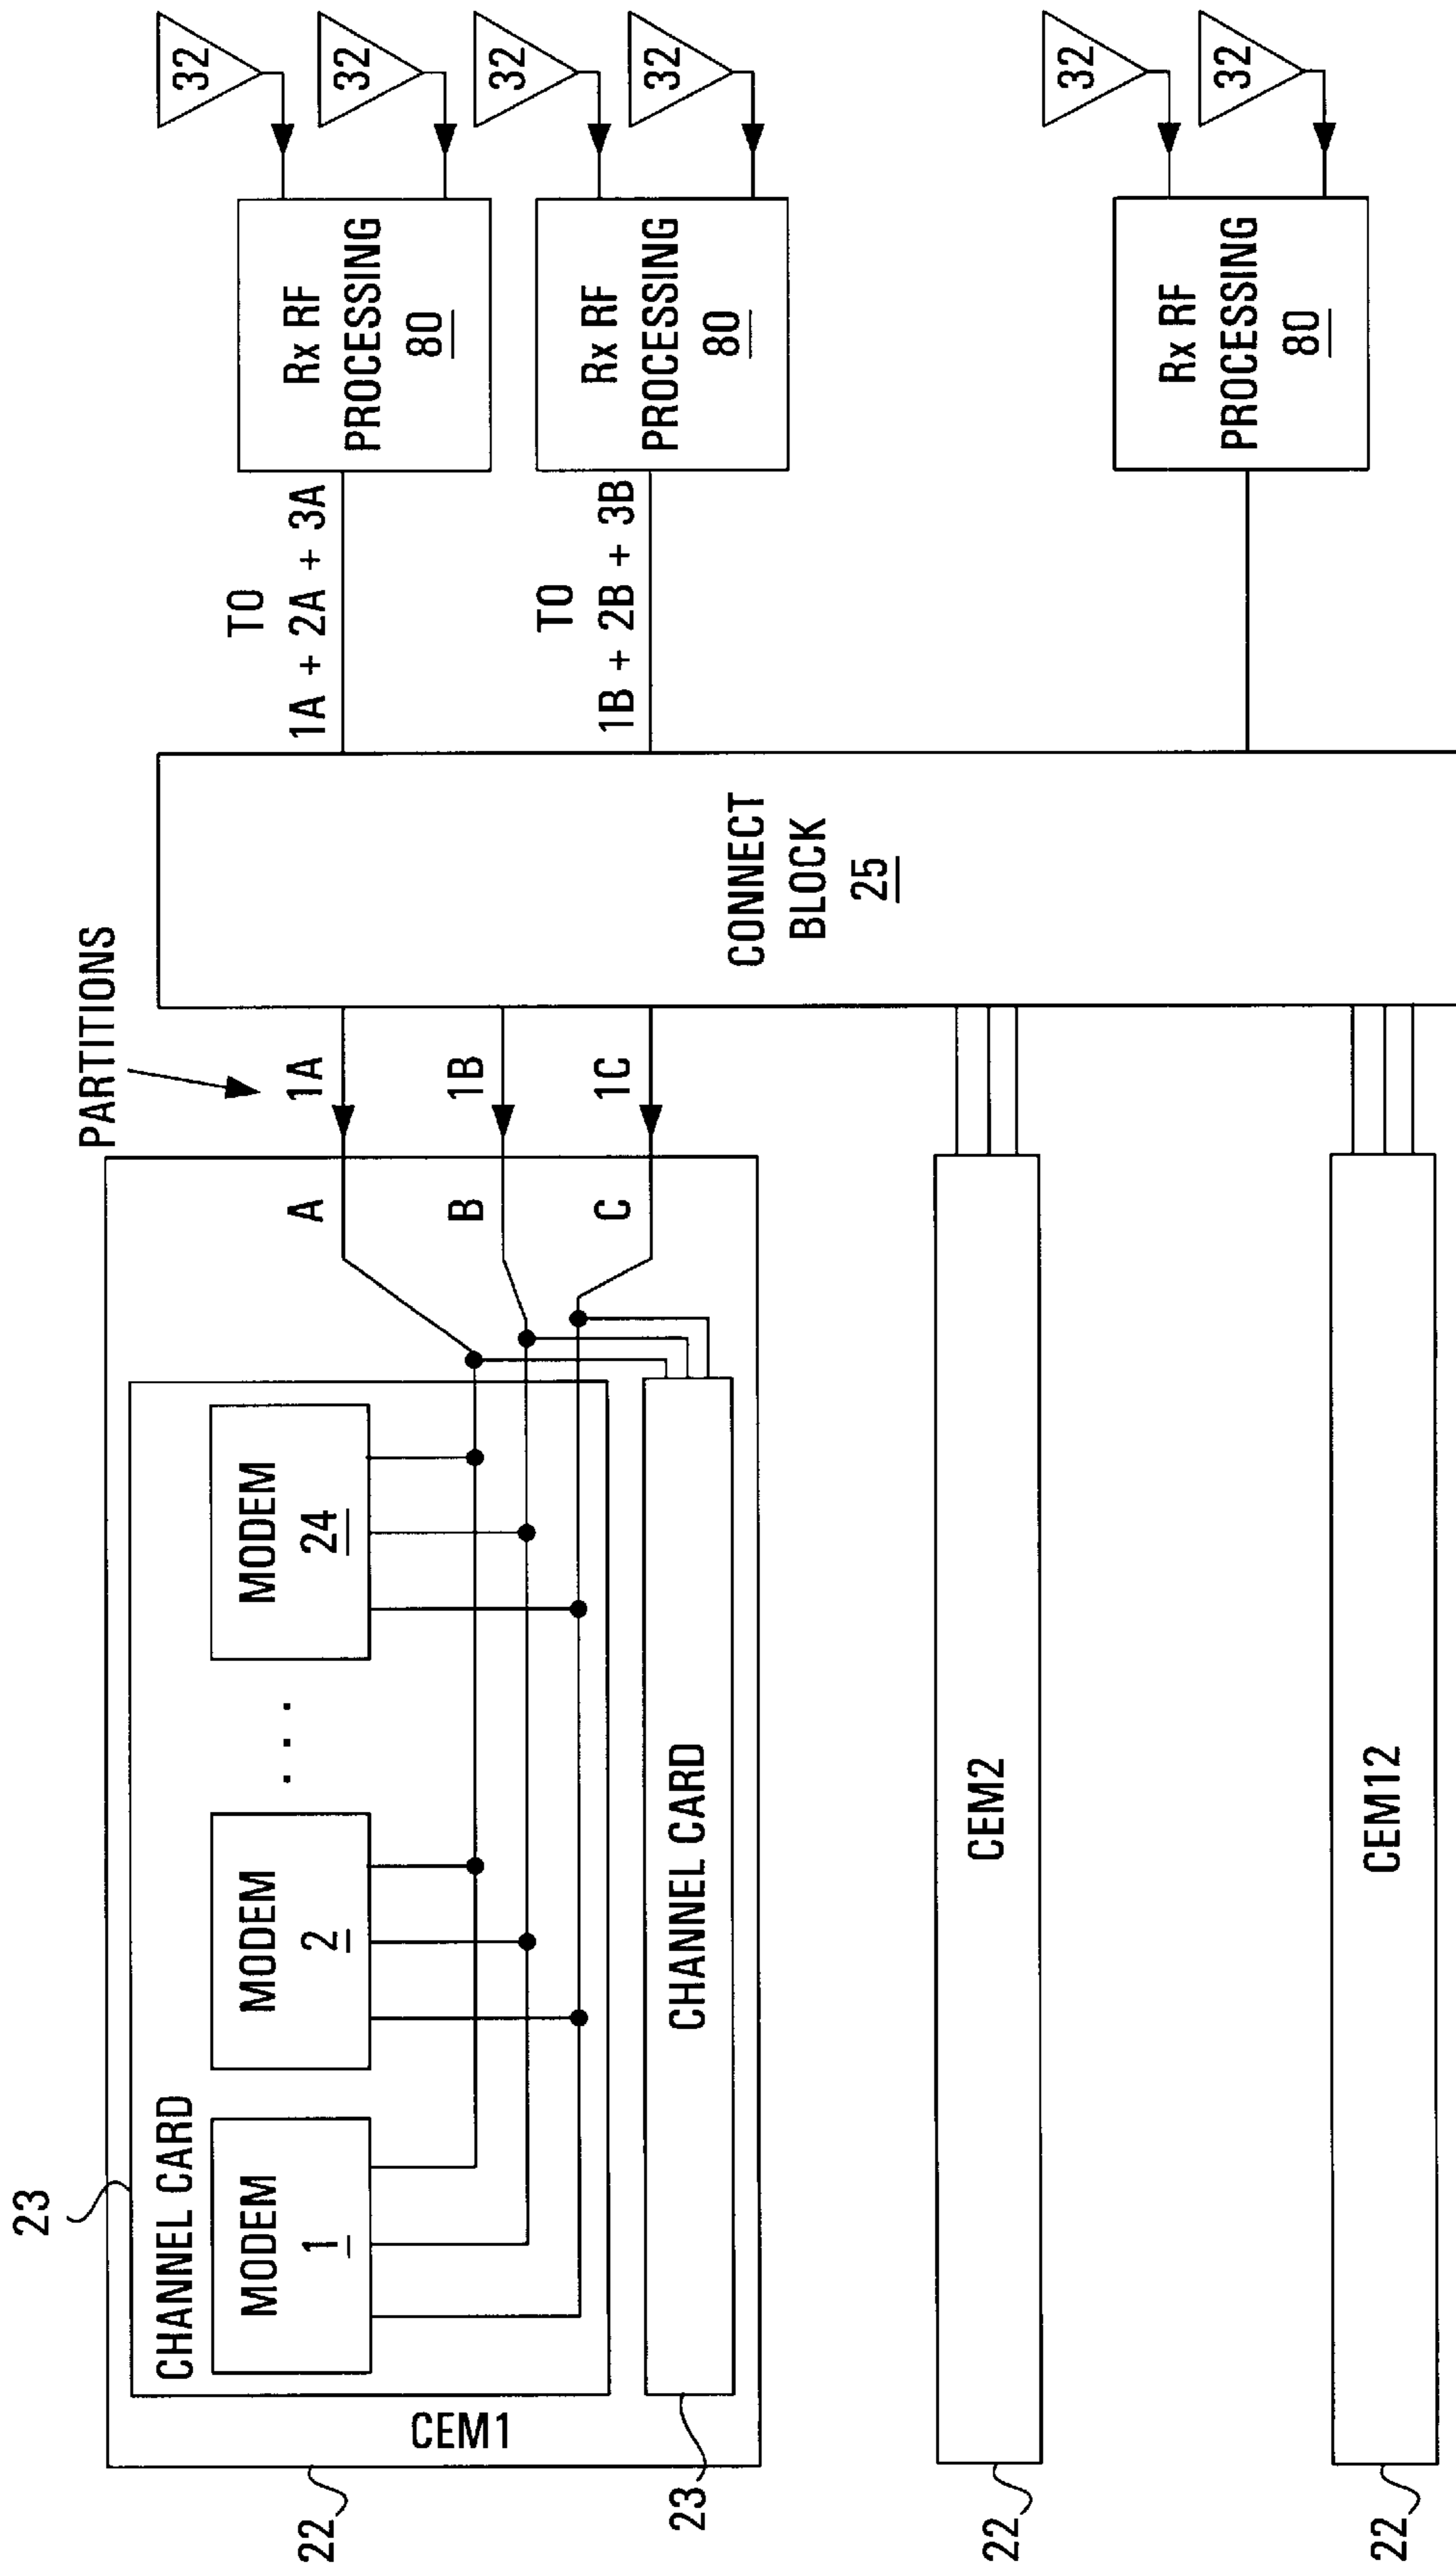 23
CHANNEL CARD
MODEM
1
MODEM
2
. . .
MODEM
24
CEM1
22
CHANNEL CARD
23
A
B
C
PARTITIONS
1A
1B
1C
CEM2
22
CEM12
22
CONNECT
BLOCK
25
TO
1A + 2A + 3A
TO
1B + 2B + 3B
Rx RF
PROCESSING
80
Rx RF
PROCESSING
80
Rx RF
PROCESSING
80
32
32
32
32
32
32